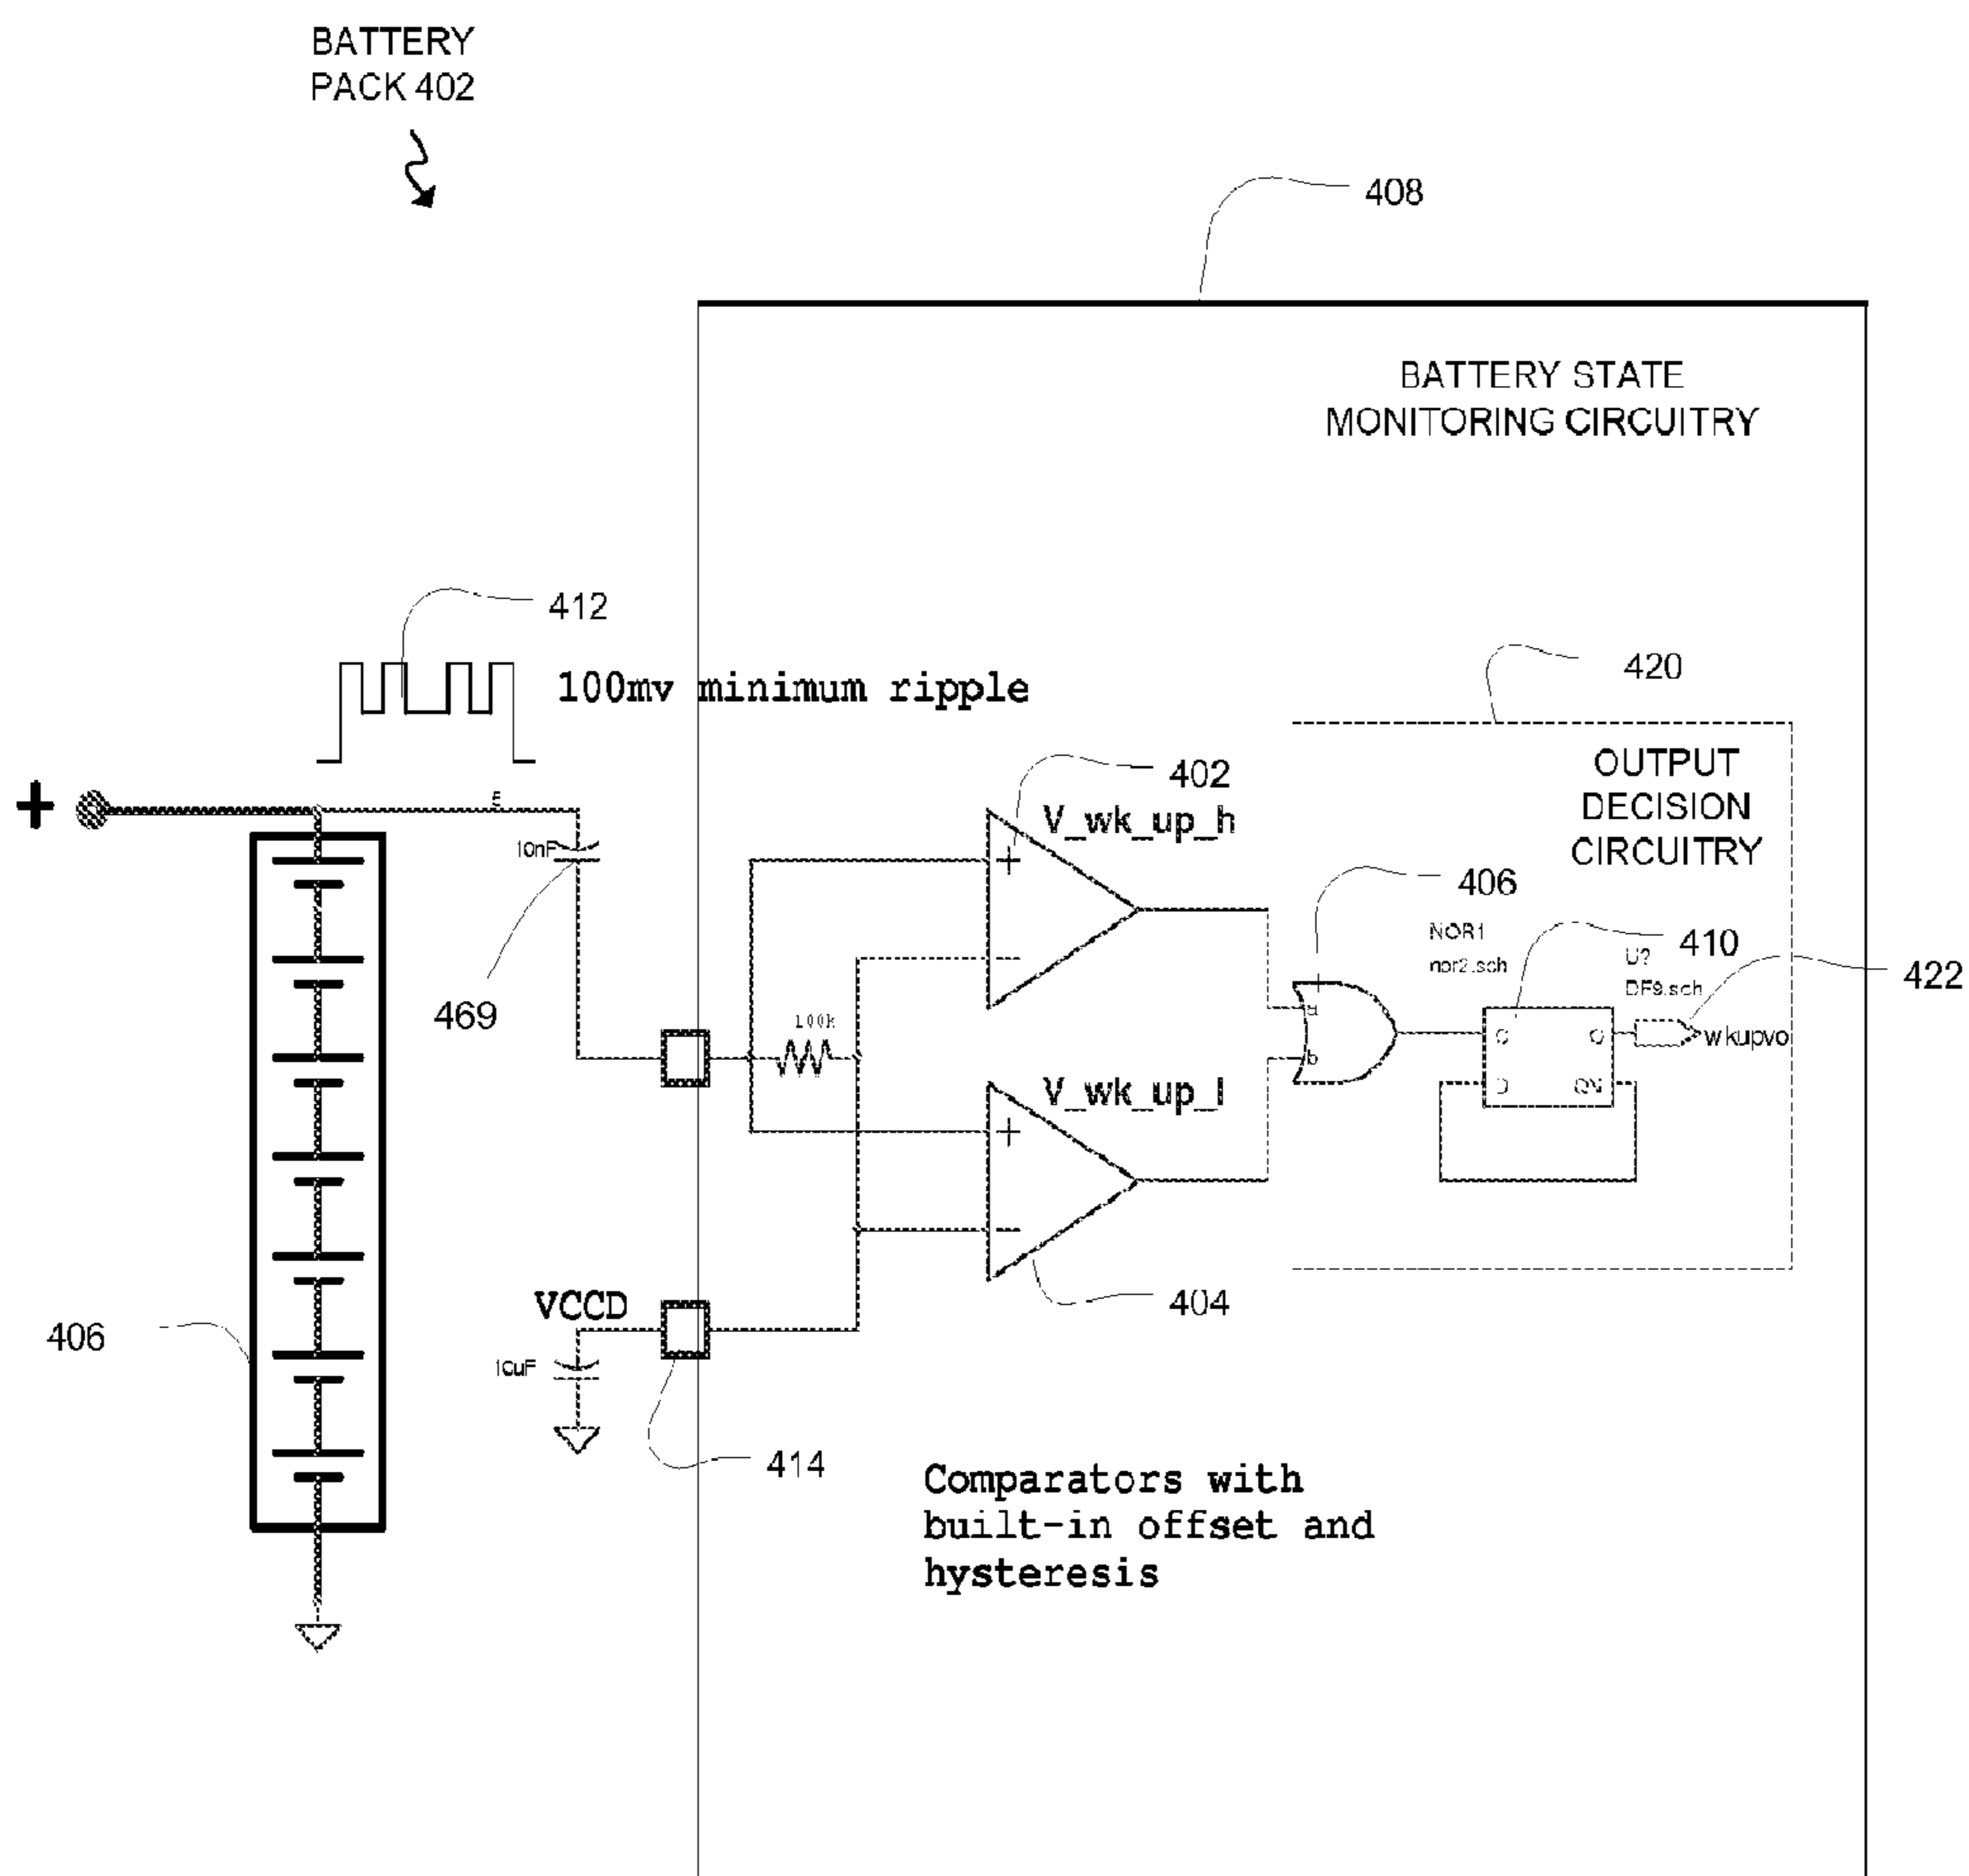 BATTERY
PACK 402
408
BATTERY STATE
MONITORING CIRCUITRY
412
100mv minimum ripple
420
OUTPUT
DECISION
CIRCUITRY
402
V_wk_up_h
+
10nF
+
406
NOR1
nor2.sch
410
U?
DF9.sch
422
469
100k
a
b
wkupvo
D
QN
V_wk_up_l
+
404
VCCD
10uF
406
414
Comparators with
built-in offset and
hysteresis